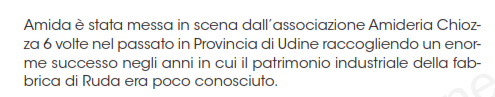 Amida è stata messa in scena dall'associazione Amideria Chioz-
za 6 volte nel passato in Provincia di Udine raccogliendo un enor-
me successo negli anni in cui il patrimonio industriale della fab-
brica di Ruda era poco conosciuto.